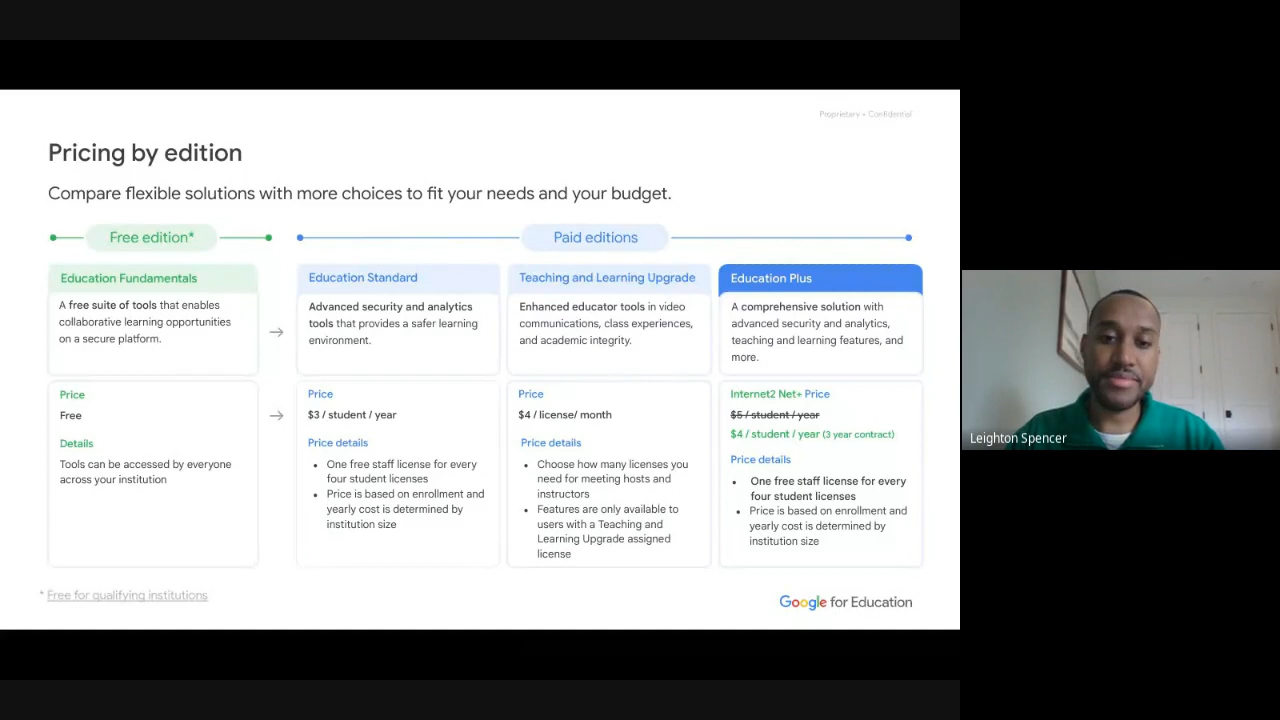 Proprietary + Confidential
Pricing by edition
Compare flexible solutions with more choices to fit your needs and your budget.
Free edition*
Paid editions
Education Fundamentals
A free suite of tools that enables
collaborative learning opportunities
on a secure platform.
Education Standard
Advanced security and analytics
tools that provides a safer learning
environment.
Teaching and Learning Upgrade
Enhanced educator tools in video
communications, class experiences,
and academic integrity.
Education Plus
A comprehensive solution with
advanced security and analytics,
teaching and learning features, and
more.
Price
Free
Details
Tools can be accessed by everyone
across your institution
Price
$3 / student / year
Price details
• One free staff license for every
four student licenses
• Price is based on enrollment and
yearly cost is determined by
institution size
Price
$4 / license/ month
Price details
• Choose how many licenses you
need for meeting hosts and
instructors
• Features are only available to
users with a Teaching and
Learning Upgrade assigned
license
Internet2 Net+ Price
$5 / student / year
$4 / student / year (3 year contract)
Price details
• One free staff license for every
four student licenses
• Price is based on enrollment and
yearly cost is determined by
institution size
* Free for qualifying institutions
Google for Education
Leighton Spencer